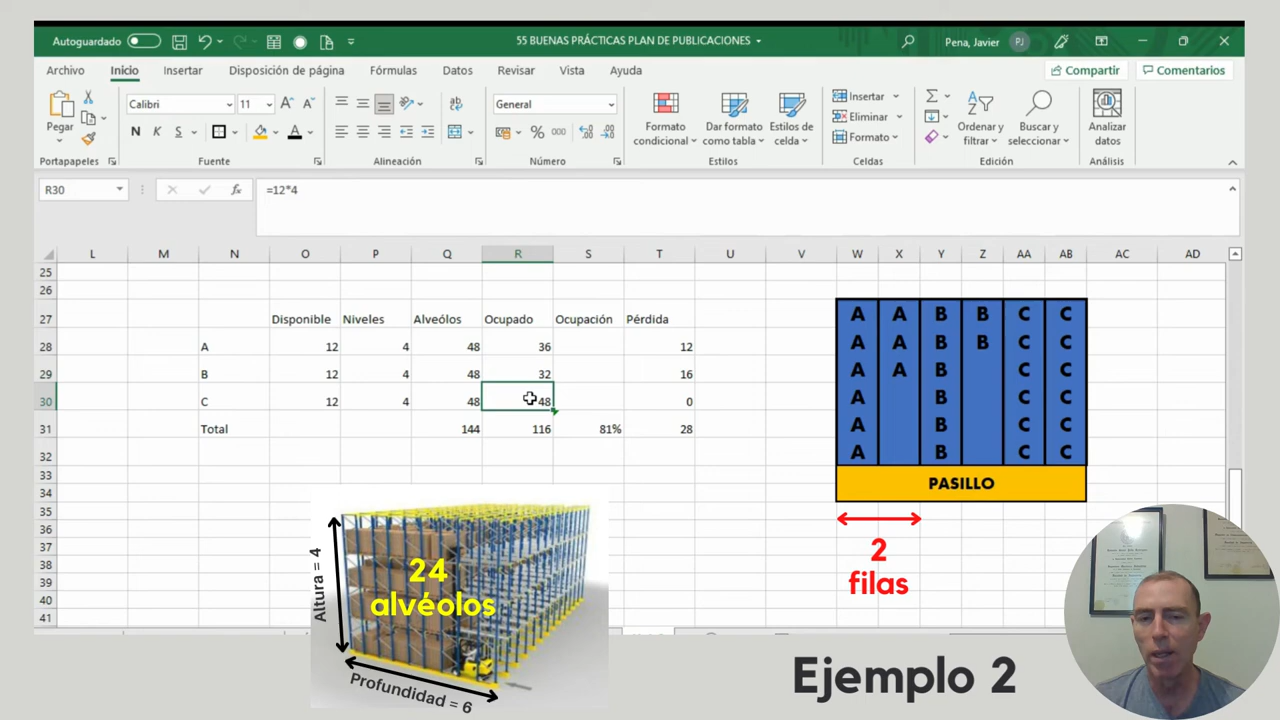 Autoguardado
55 BUENAS PRÁCTICAS PLAN DE PUBLICACIONES
Pena, Javier PJ
Archivo Inicio Insertar Disposición de página Fórmulas Datos Revisar Vista Ayuda Compartir Comentarios
Calibri 11 General Insertar
Pegar N K S A % 000 Formato condicional Dar formato como tabla Estilos de celda Eliminar Ordenar y filtrar Buscar y seleccionar Analizar datos
Formato
Portapapeles Fuente Alineación Número Estilos Celdas Edición Análisis
R30 fx =12*4
L M N O P Q R S T U V W X Y Z AA AB AC AD
25
26
27 Disponible Niveles Alveólos Ocupado Ocupación Pérdida
28 A 12 4 48 36 12
29 B 12 4 48 32 16
30 C 12 4 48 48 0
31 Total 144 116 81% 28
32
33
34
35
36
37
38
39
40
41
A A B B C C
A A B B C C
A A B C C
A B C C
A B C C
A B C C
PASILLO
2
filas
Altura = 4
24
alvéolos
Profundidad = 6
Ejemplo 2